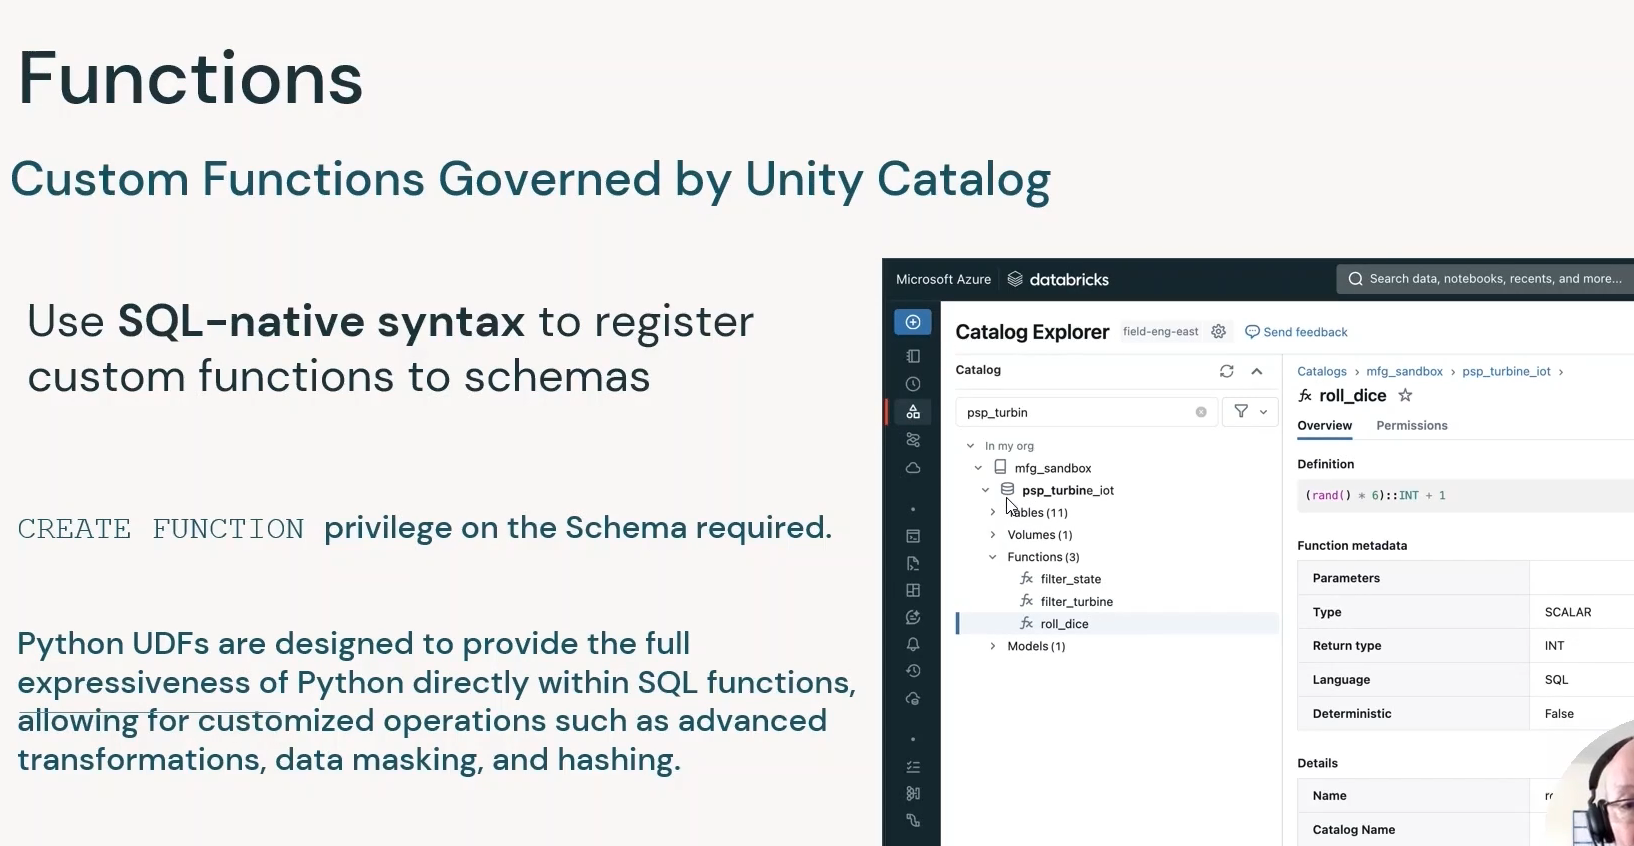 Functions
Custom Functions Governed by Unity Catalog
Use SQL-native syntax to register
custom functions to schemas
CREATE FUNCTION privilege on the Schema required.
Python UDFs are designed to provide the full
expressiveness of Python directly within SQL functions,
allowing for customized operations such as advanced
transformations, data masking, and hashing.
Microsoft Azure databricks
Search data, notebooks, recents, and more...
Catalog Explorer field-eng-east Send feedback
Catalog
psp_turbin
In my org
mfg_sandbox
psp_turbine_iot
Tables (11)
Volumes (1)
Functions (3)
filter_state
filter_turbine
roll_dice
Models (1)
Catalogs › mfg_sandbox › psp_turbine_iot ›
fx roll_dice
Overview Permissions
Definition
(rand() * 6)::INT + 1
Function metadata
Parameters
Type SCALAR
Return type INT
Language SQL
Deterministic False
Details
Name
Catalog Name